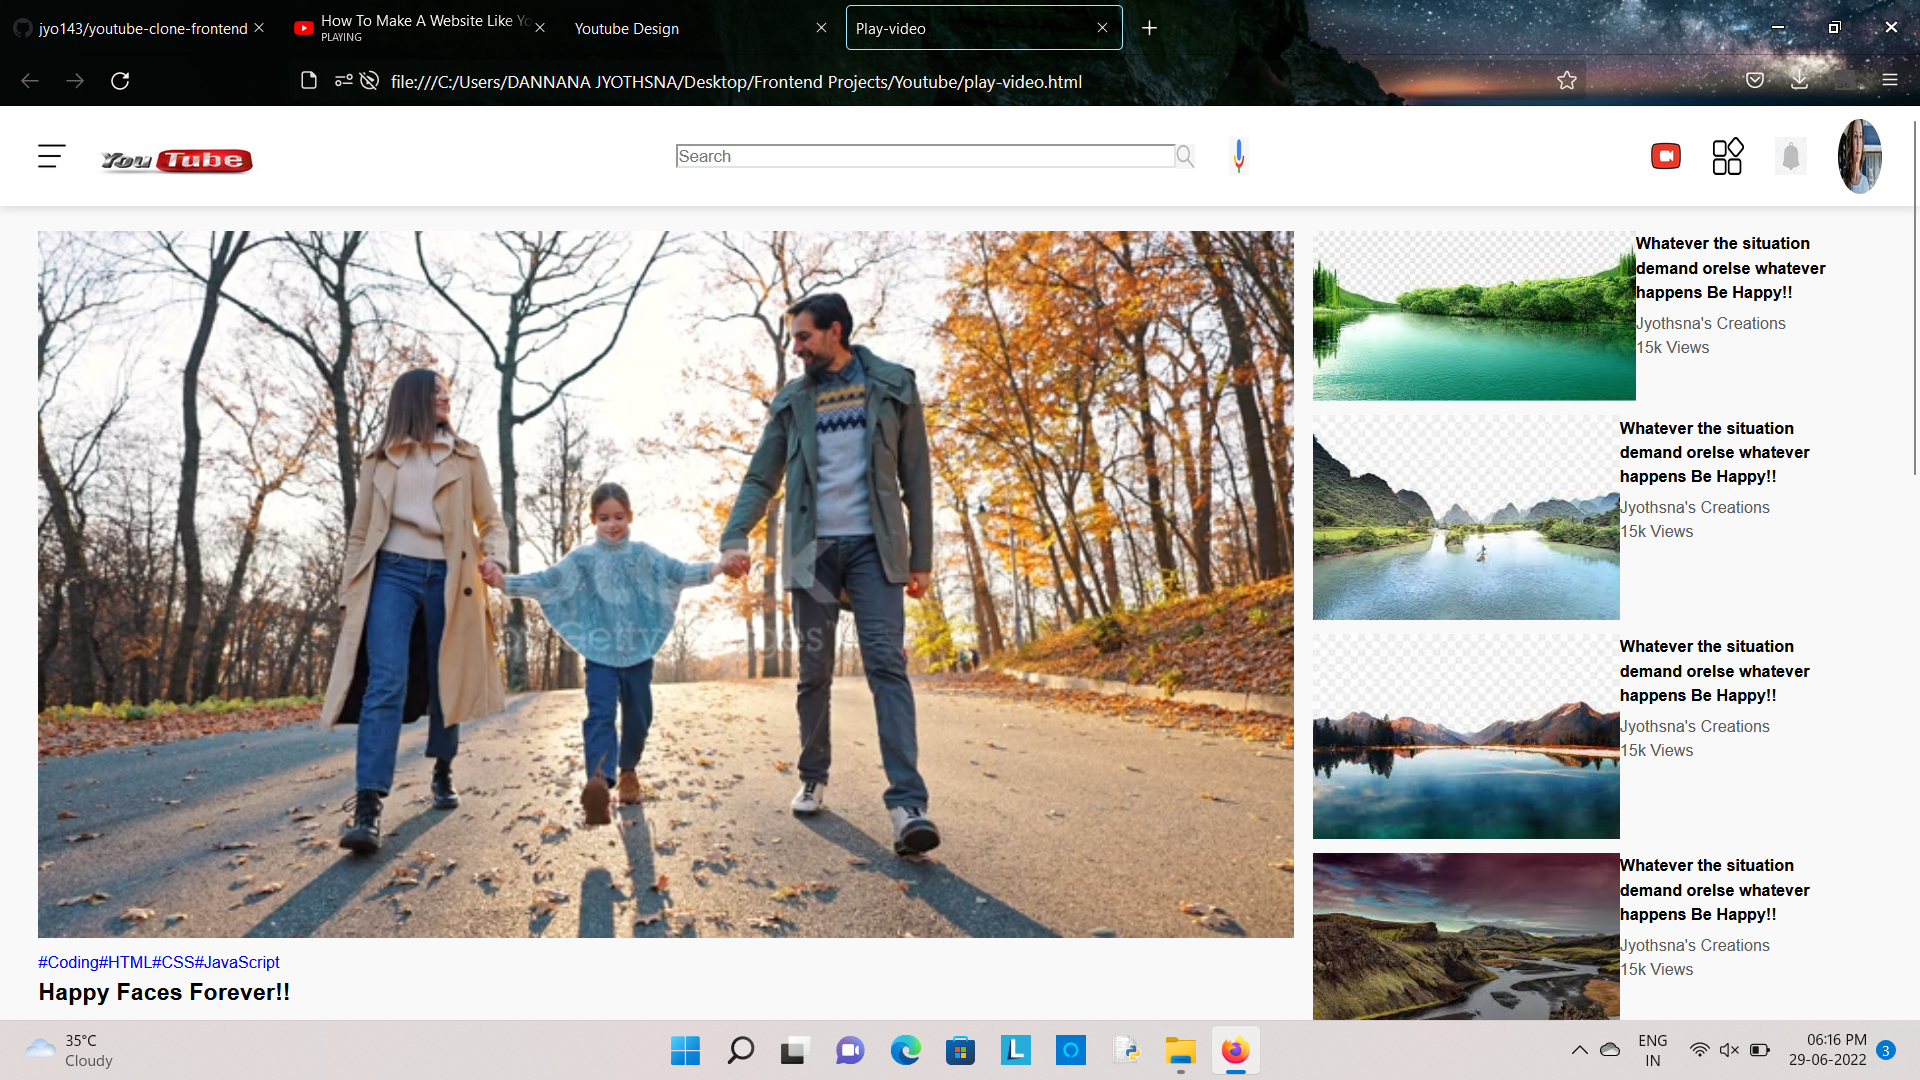 jyo143/youtube-clone-frontend
How To Make A Website Like Yo
PLAYING
Youtube Design
Play-video
file:///C:/Users/DANNANA JYOTHSNA/Desktop/Frontend Projects/Youtube/play-video.html
YouTube
Search
Whatever the situation
demand orelse whatever
happens Be Happy!!
Jyothsna's Creations
15k Views
Whatever the situation
demand orelse whatever
happens Be Happy!!
Jyothsna's Creations
15k Views
Whatever the situation
demand orelse whatever
happens Be Happy!!
Jyothsna's Creations
15k Views
Whatever the situation
demand orelse whatever
happens Be Happy!!
Jyothsna's Creations
15k Views
#Coding#HTML#CSS#JavaScript
Happy Faces Forever!!
35°C
Cloudy
L
ENG
IN
06:16 PM
29-06-2022
3